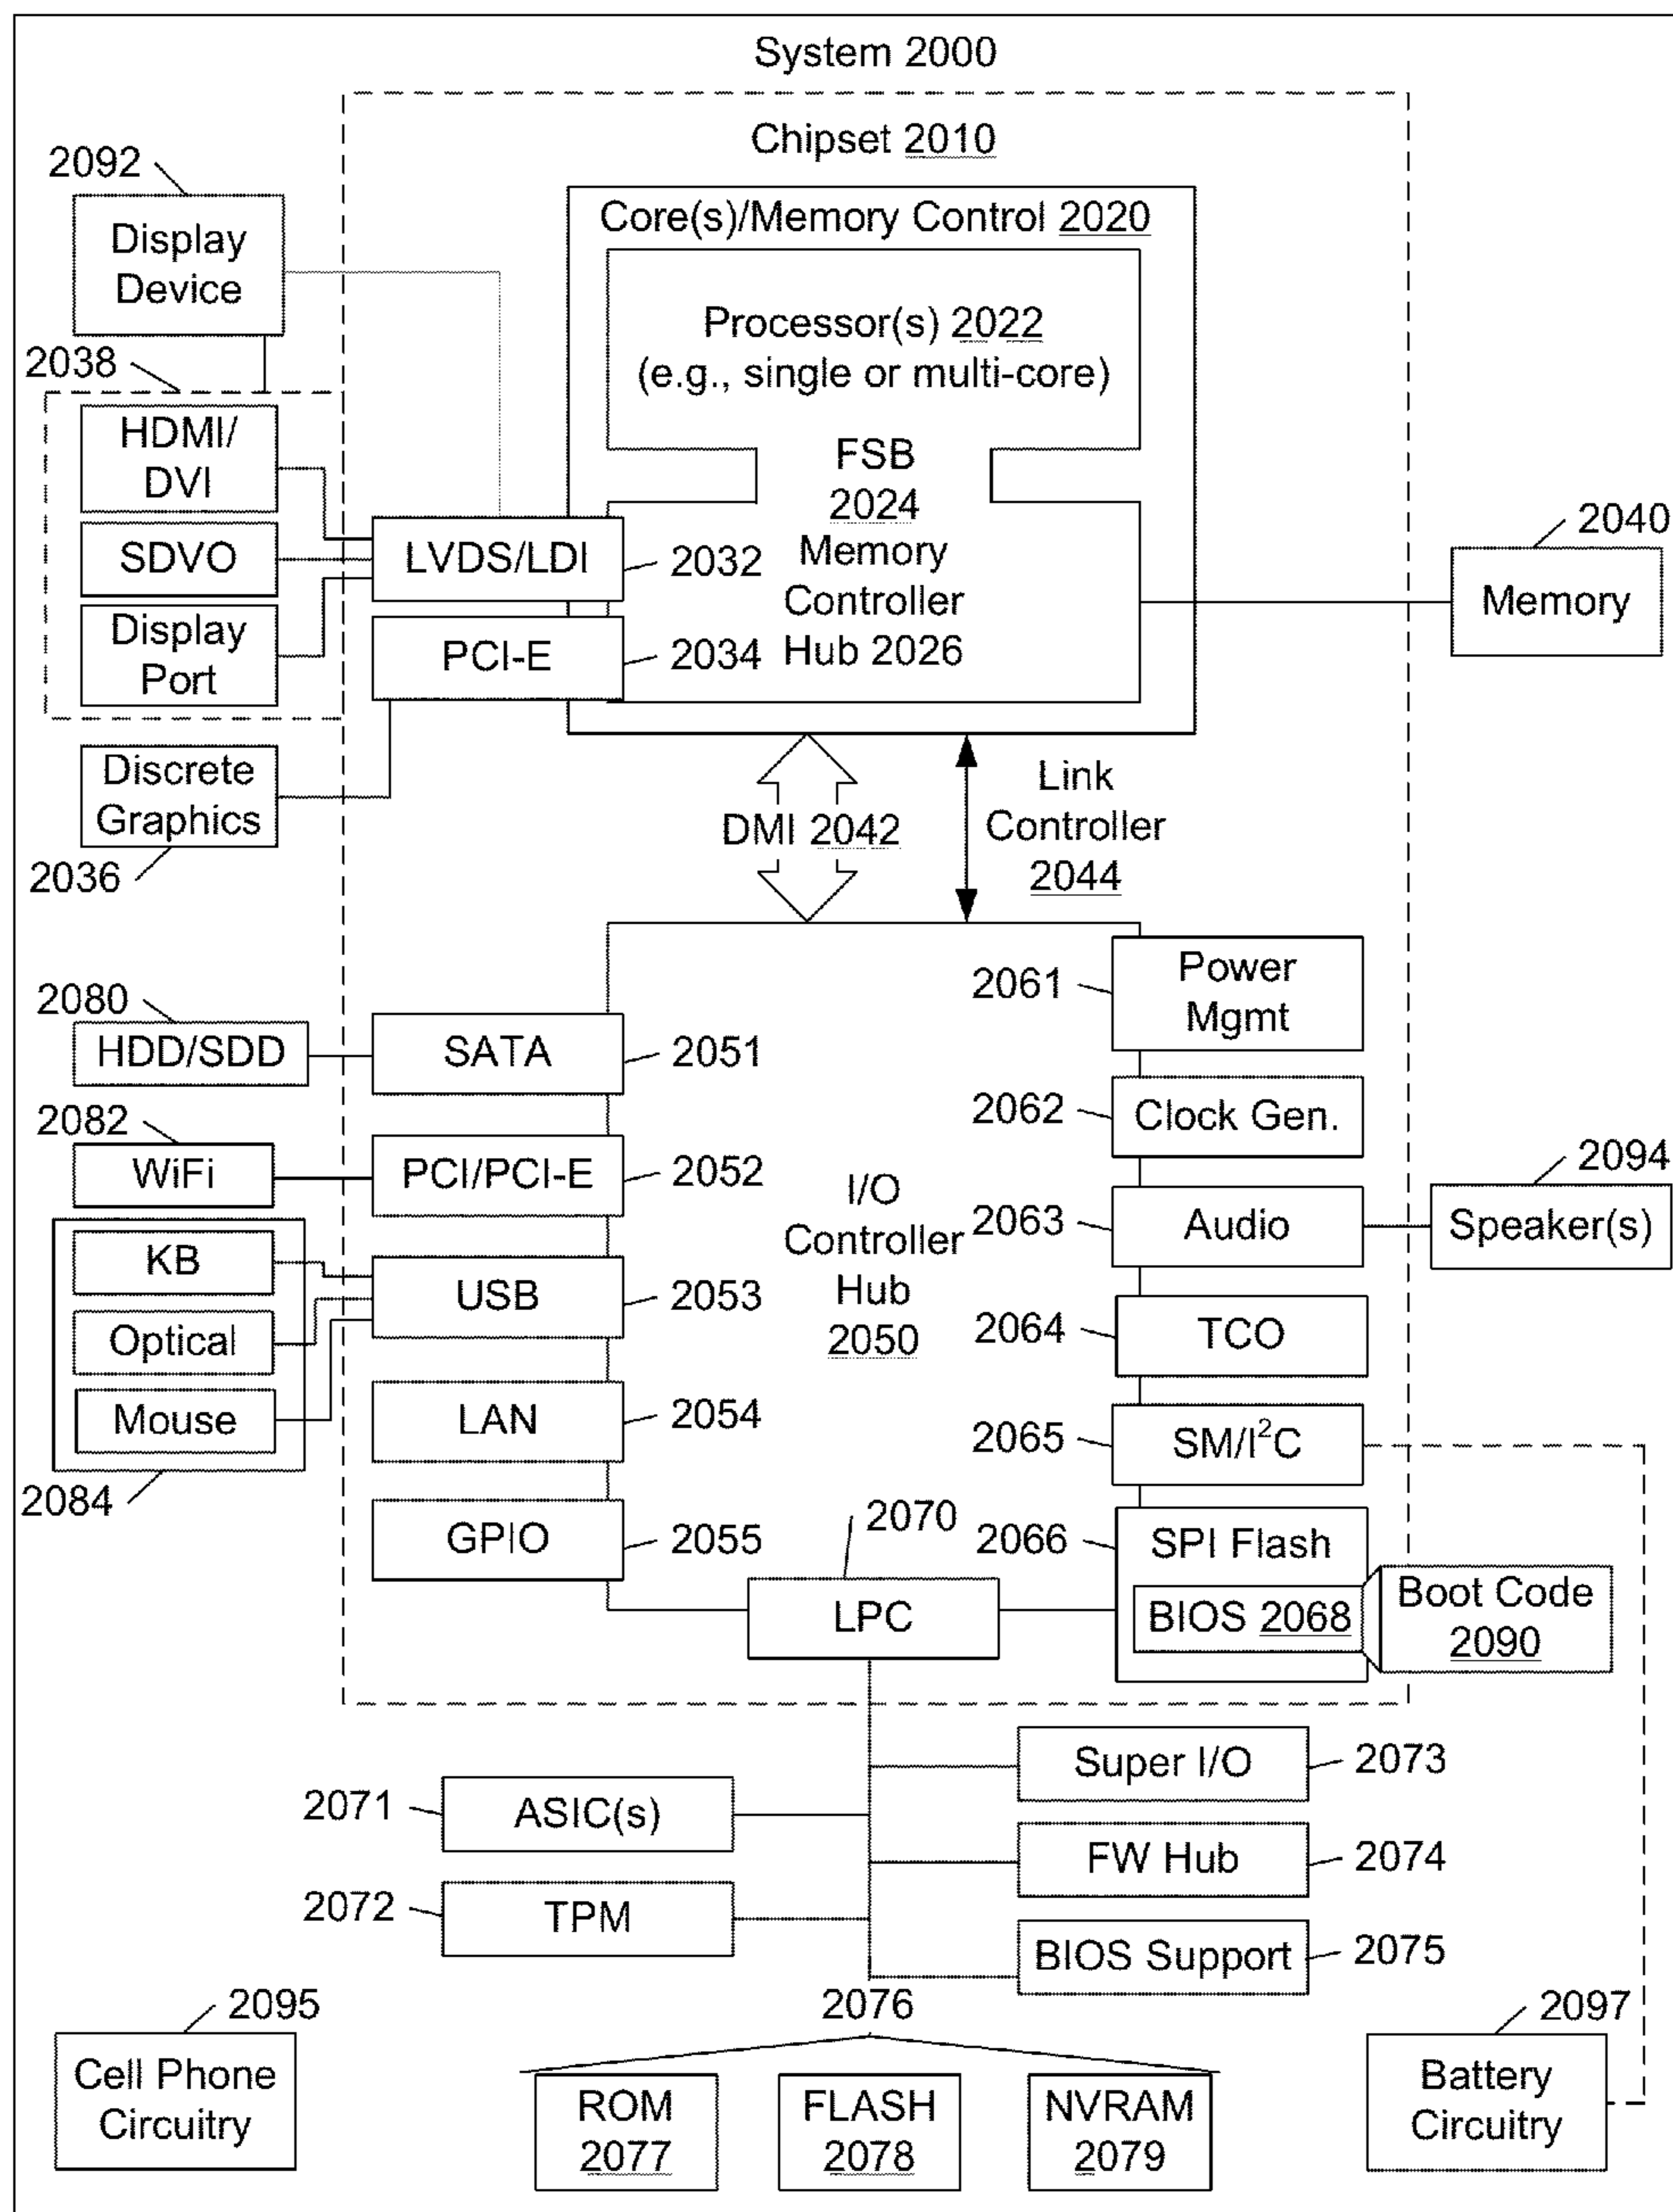 System 2000
Chipset 2010
2092
Display
Device
Core(s)/Memory Control 2020
Processor(s) 2022
(e.g., single or multi-core)
2038
HDMI/
DVI
SDVO
Display
Port
FSB
2024
Memory
Controller
Hub 2026
LVDS/LDI
2032
PCI-E
2034
2040
Memory
Discrete
Graphics
2036
DMI 2042
Link
Controller
2044
2080
HDD/SDD
SATA
2051
2082
WiFi
PCI/PCI-E
2052
KB
Optical
Mouse
2084
USB
2053
LAN
2054
GPIO
2055
I/O
Controller
Hub
2050
2061
Power
Mgmt
2062
Clock Gen.
2063
Audio
2094
Speaker(s)
2064
TCO
2065
SM/I²C
2066
SPI Flash
BIOS 2068
Boot Code
2090
2070
LPC
2071
ASIC(s)
2072
TPM
Super I/O
2073
FW Hub
2074
BIOS Support
2075
2076
ROM
2077
FLASH
2078
NVRAM
2079
2095
Cell Phone
Circuitry
2097
Battery
Circuitry